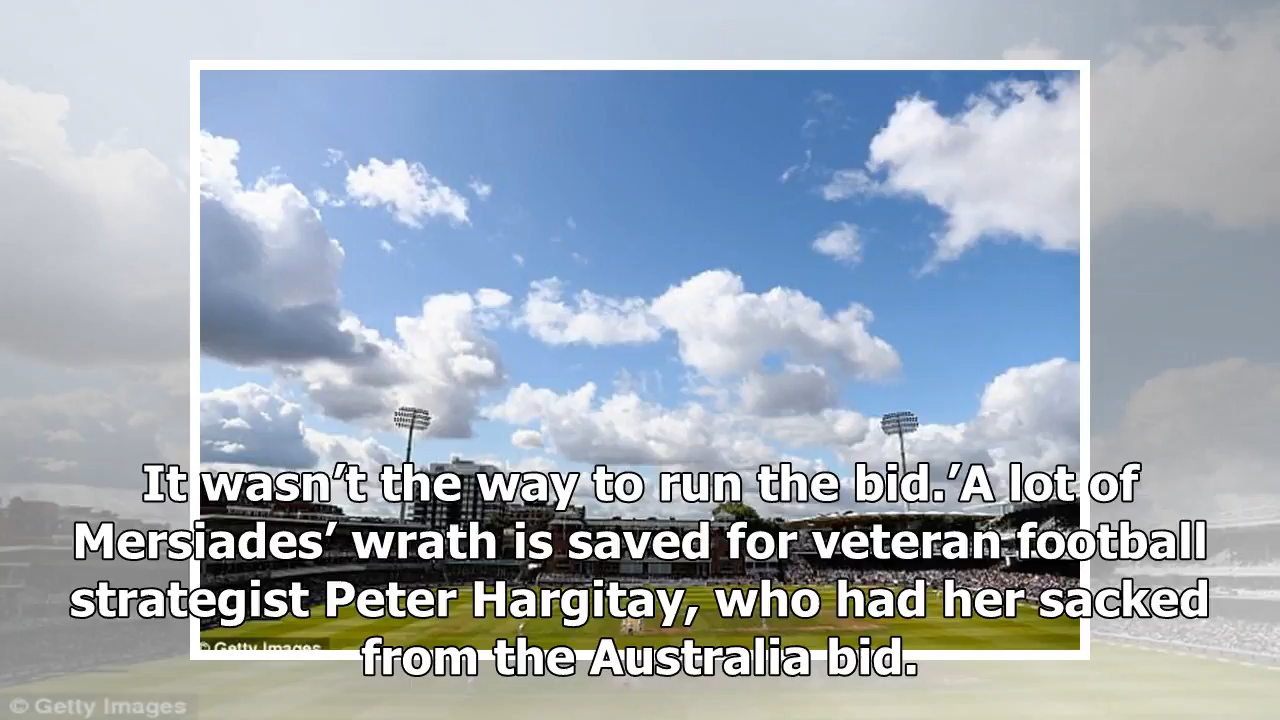 It wasn’t the way to run the bid.’A lot of
Mersiades’ wrath is saved for veteran football
strategist Peter Hargitay, who had her sacked
from the Australia bid.
© Getty Images
© Getty Images